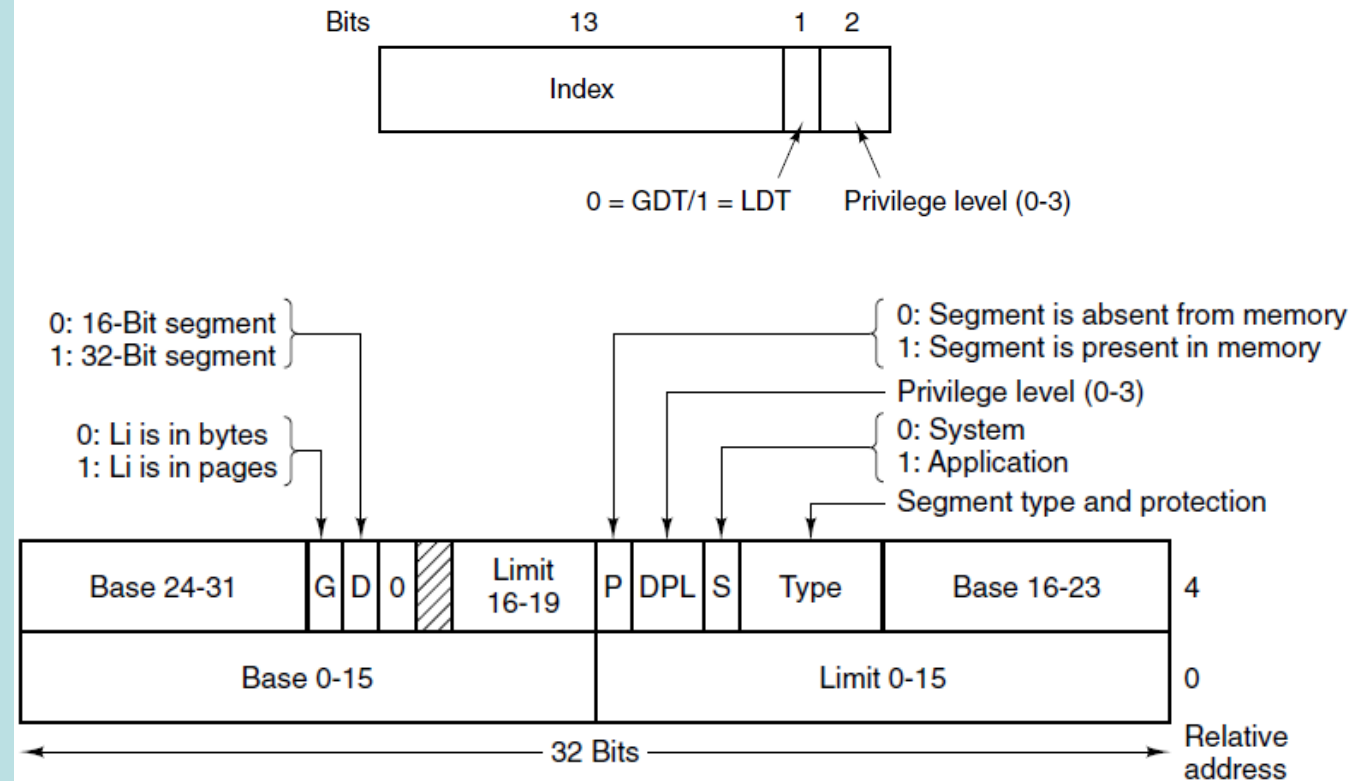 Bits 13 1 2
Index
0 = GDT/1 = LDT Privilege level (0-3)
0: 16-Bit segment
1: 32-Bit segment
0: Li is in bytes
1: Li is in pages
0: Segment is absent from memory
1: Segment is present in memory
Privilege level (0-3)
0: System
1: Application
Segment type and protection
Base 24-31 G D 0 Limit 16-19 P DPL S Type Base 16-23 4
Base 0-15 Limit 0-15 0
32 Bits
Relative
address